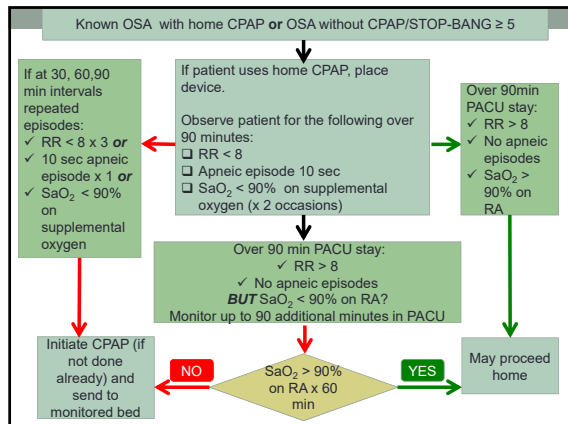 Known OSA with home CPAP or OSA without CPAP/STOP-BANG ≥ 5
If at 30, 60,90
min intervals
repeated
episodes:
✓ RR < 8 x 3 or
✓ 10 sec apneic
episode x 1 or
✓ SaO₂ < 90%
on
supplemental
oxygen
If patient uses home CPAP, place
device.
Observe patient for the following over
90 minutes:
❑ RR < 8
❑ Apneic episode 10 sec
❑ SaO₂ < 90% on supplemental
oxygen (x 2 occasions)
Over 90min
PACU stay:
✓ RR > 8
✓ No apneic
episodes
✓ SaO₂ >
90% on
RA
Over 90 min PACU stay:
✓ RR > 8
✓ No apneic episodes
BUT SaO₂ < 90% on RA?
Monitor up to 90 additional minutes in PACU
Initiate CPAP (if
not done
already) and
send to
monitored bed
NO
SaO₂ > 90%
on RA x 60
min
YES
May proceed
home